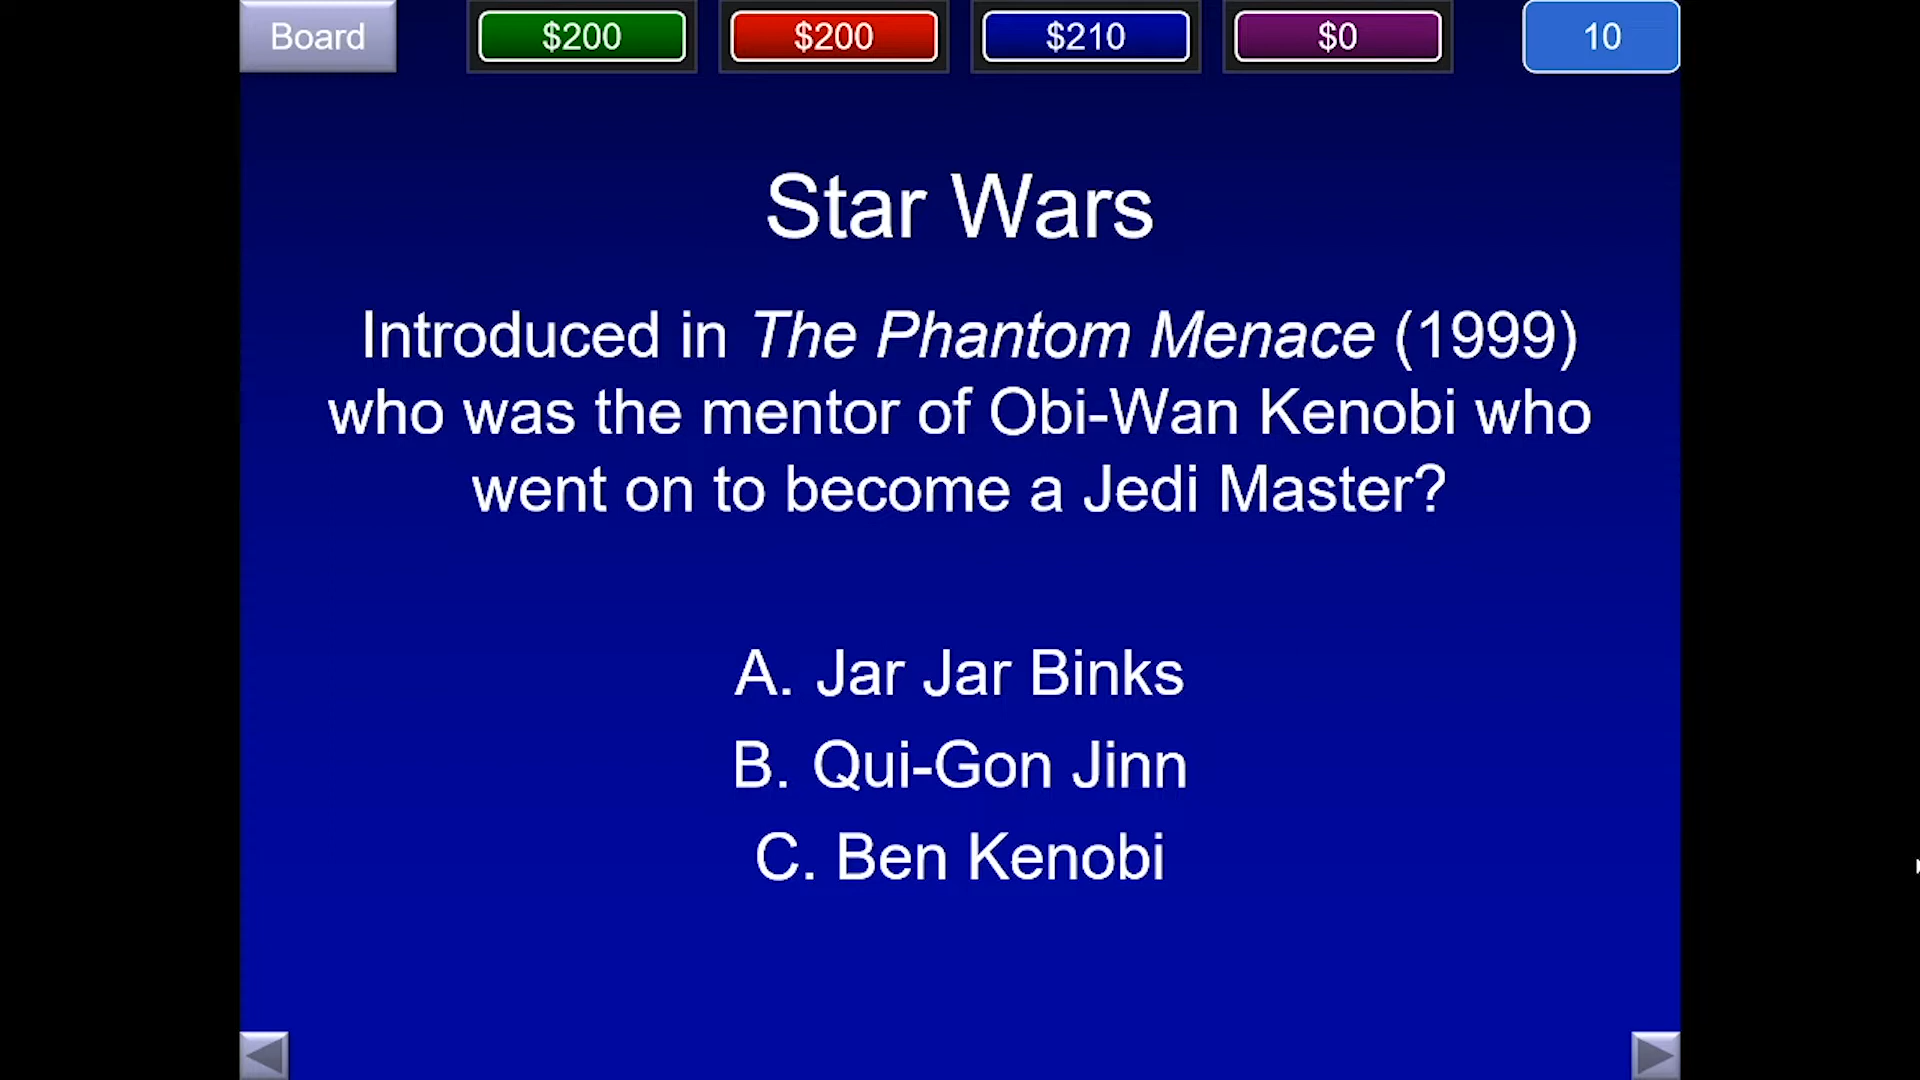 Board
$200
$200
$210
$0
10
Star Wars
Introduced in The Phantom Menace (1999)
who was the mentor of Obi-Wan Kenobi who
went on to become a Jedi Master?
A. Jar Jar Binks
B. Qui-Gon Jinn
C. Ben Kenobi